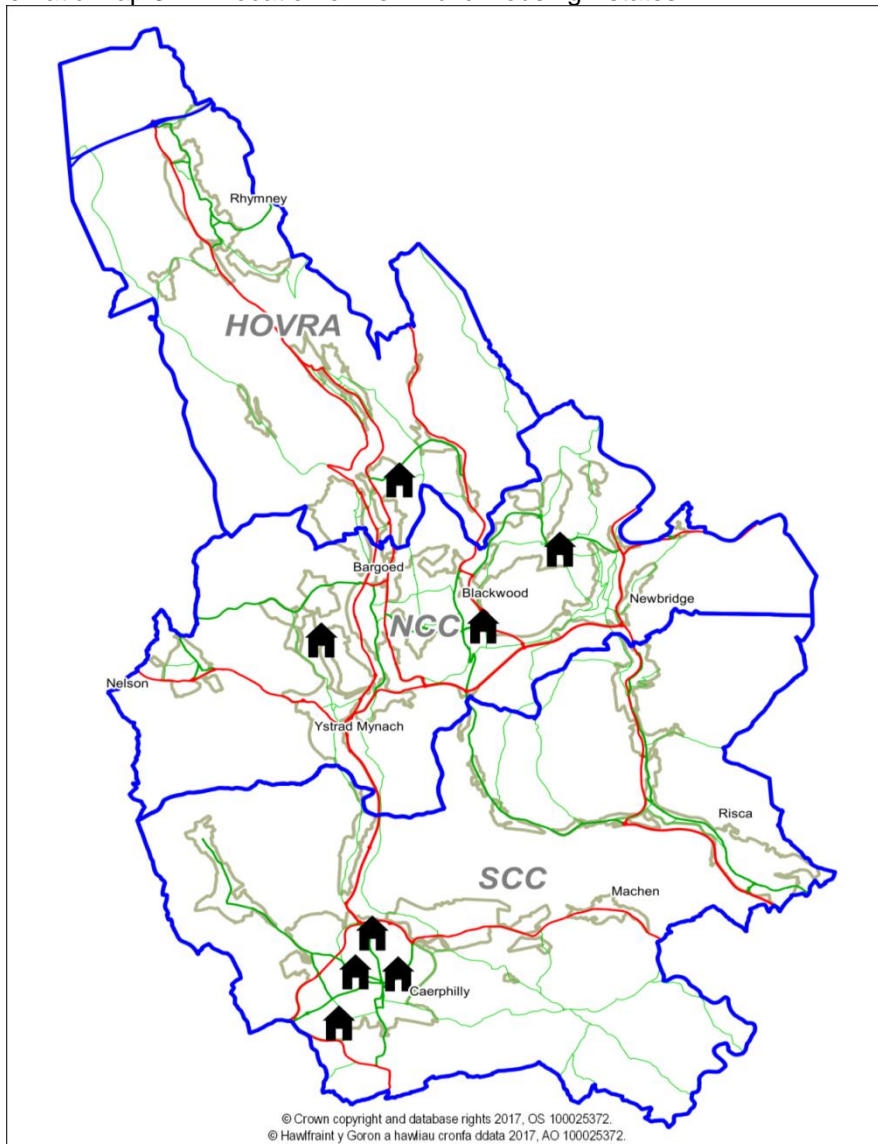 Rhymney
HOVRA
Bargoed
Blackwood
Newbridge
NCC
Nelson
Ystrad Mynach
Risca
SCC
Machen
Caerphilly
© Crown copyright and database rights 2017, OS 100025372.
© Hawlfraint y Goron a hawliau cronfa ddata 2017, AO 100025372.